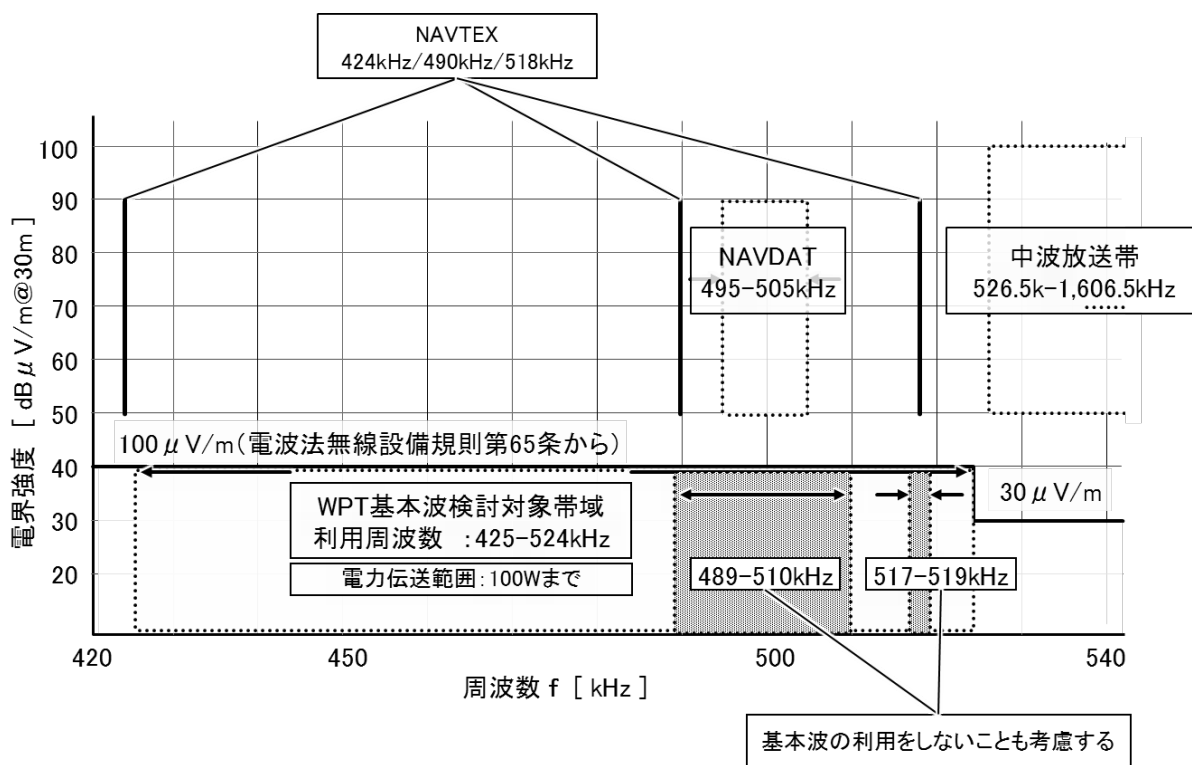 NAVTEX
424kHz/490kHz/518kHz
電界強度 [ dBμV/m@30m ]
100
90
80
70
60
50
40
30
20
NAVDAT
495-505kHz
中波放送帯
526.5k-1,606.5kHz
100μV/m(電波法無線設備規則第65条から)
30μV/m
WPT基本波検討対象帯域
利用周波数 :425-524kHz
電力伝送範囲:100Wまで
489-510kHz
517-519kHz
420
450
500
540
周波数 f [ kHz ]
基本波の利用をしないことも考慮する